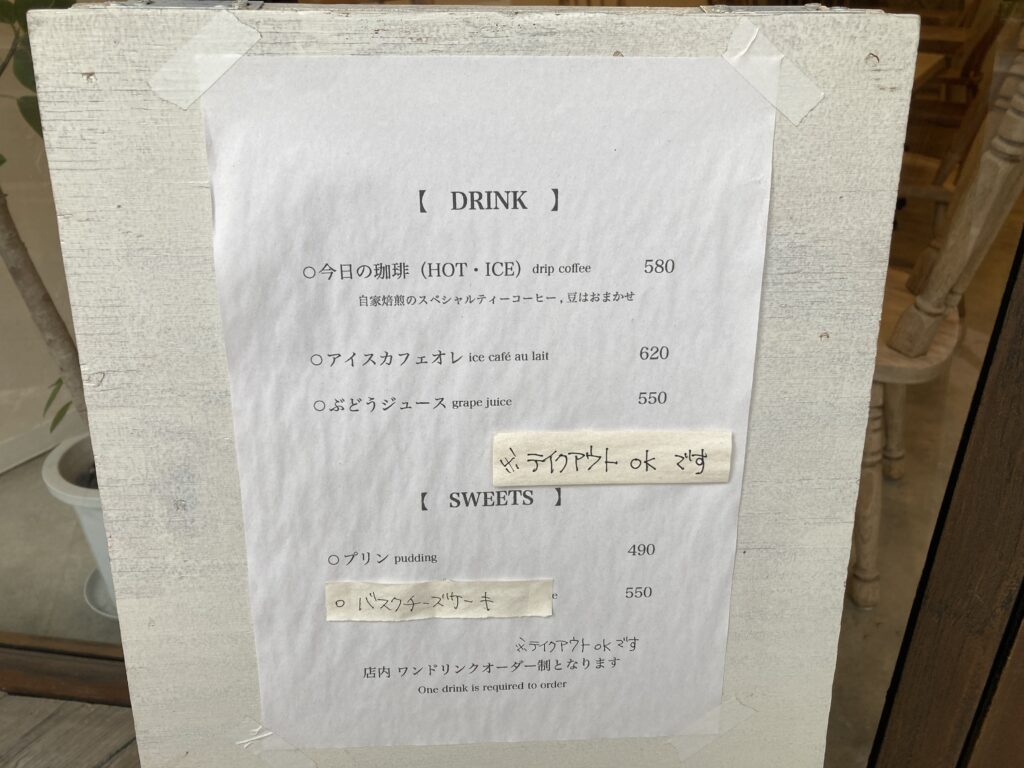 【 DRINK 】
○今日の珈琲（HOT・ICE）drip coffee 580
自家焙煎のスペシャルティーコーヒー , 豆はおまかせ
○アイスカフェオレ ice café au lait 620
○ぶどうジュース grape juice 550
※テイクアウト ok です
【 SWEETS 】
○プリン pudding 490
○ バスクチーズケーキ e 550
※テイクアウト ok です
店内 ワンドリンクオーダー制となります
One drink is required to order